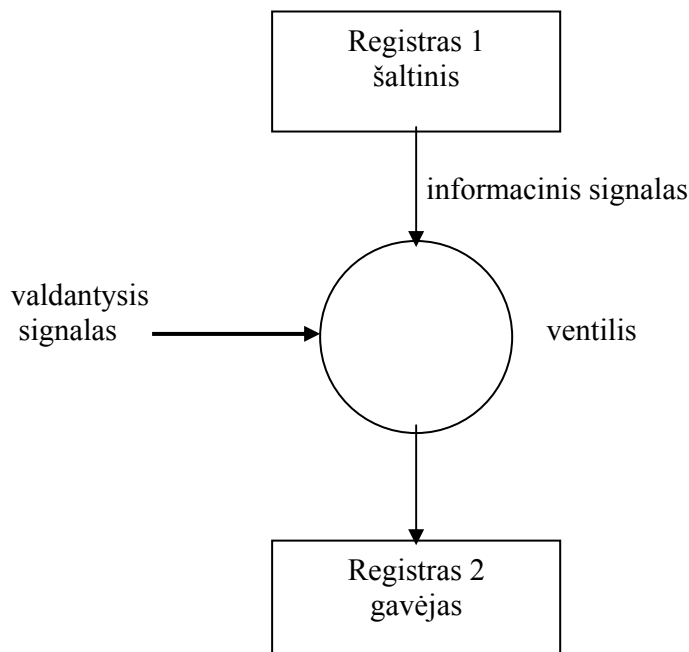 Registras 1
šaltinis
informacinis signalas
valdantysis
signalas
ventilis
Registras 2
gavėjas